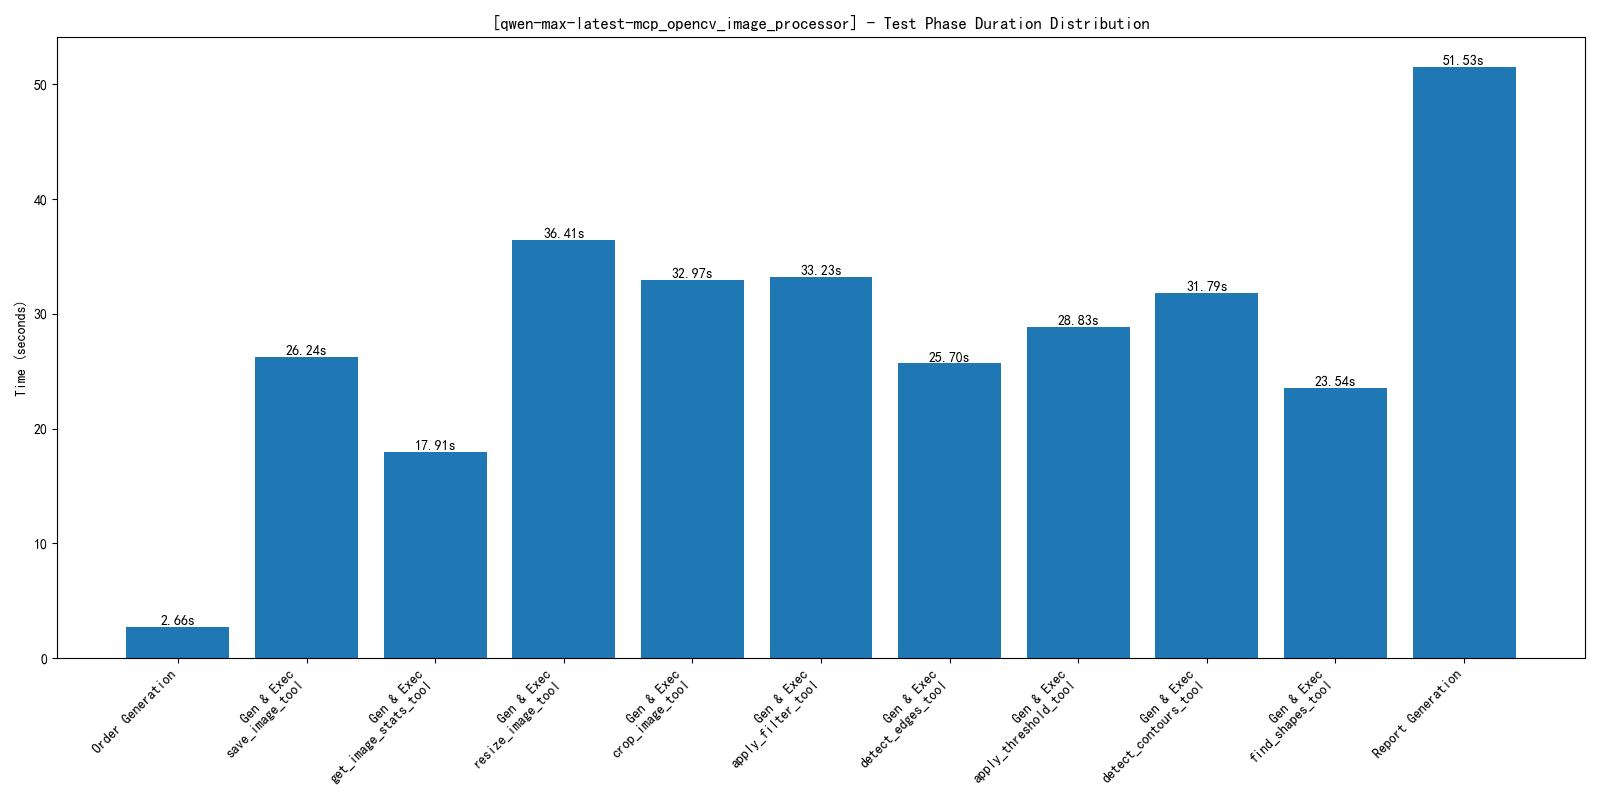 [qwen-max-latest-mcp_opencv_image_processor] - Test Phase Duration Distribution
Time (seconds)
50
40
30
20
10
0
2.66s
26.24s
17.91s
36.41s
32.97s
33.23s
25.70s
28.83s
31.79s
23.54s
51.53s
Order Generation
Gen & Exec
save_image_tool
Gen & Exec
get_image_stats_tool
Gen & Exec
resize_image_tool
Gen & Exec
crop_image_tool
Gen & Exec
apply_filter_tool
Gen & Exec
detect_edges_tool
Gen & Exec
apply_threshold_tool
Gen & Exec
detect_contours_tool
Gen & Exec
find_shapes_tool
Report Generation